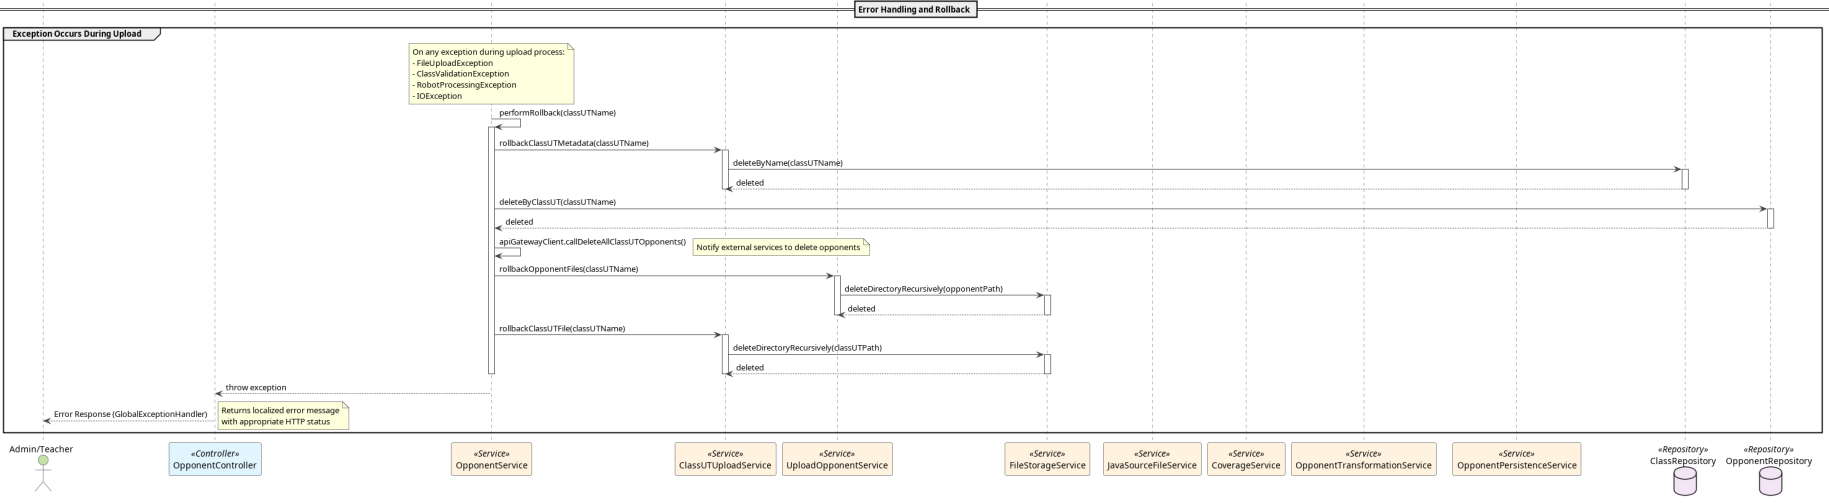 Error Handling and Rollback
Exception Occurs During Upload
On any exception during upload process:
- FileUploadException
- ClassValidationException
- RobotProcessingException
- IOException
performRollback(classUTName)
rollbackClassUTMetadata(classUTName)
deleteByName(classUTName)
deleted
deleteByClassUT(classUTName)
deleted
apiGatewayClient.callDeleteAllClassUTOpponents()
Notify external services to delete opponents
rollbackOpponentFiles(classUTName)
deleteDirectoryRecursively(opponentPath)
deleted
rollbackClassUTFile(classUTName)
deleteDirectoryRecursively(classUTPath)
deleted
throw exception
Error Response (GlobalExceptionHandler)
Returns localized error message
with appropriate HTTP status
Admin/Teacher
«Controller»
OpponentController
«Service»
OpponentService
«Service»
ClassUTUploadService
«Service»
UploadOpponentService
«Service»
FileStorageService
«Service»
JavaSourceFileService
«Service»
CoverageService
«Service»
OpponentTransformationService
«Service»
OpponentPersistenceService
«Repository»
ClassRepository
«Repository»
OpponentRepository